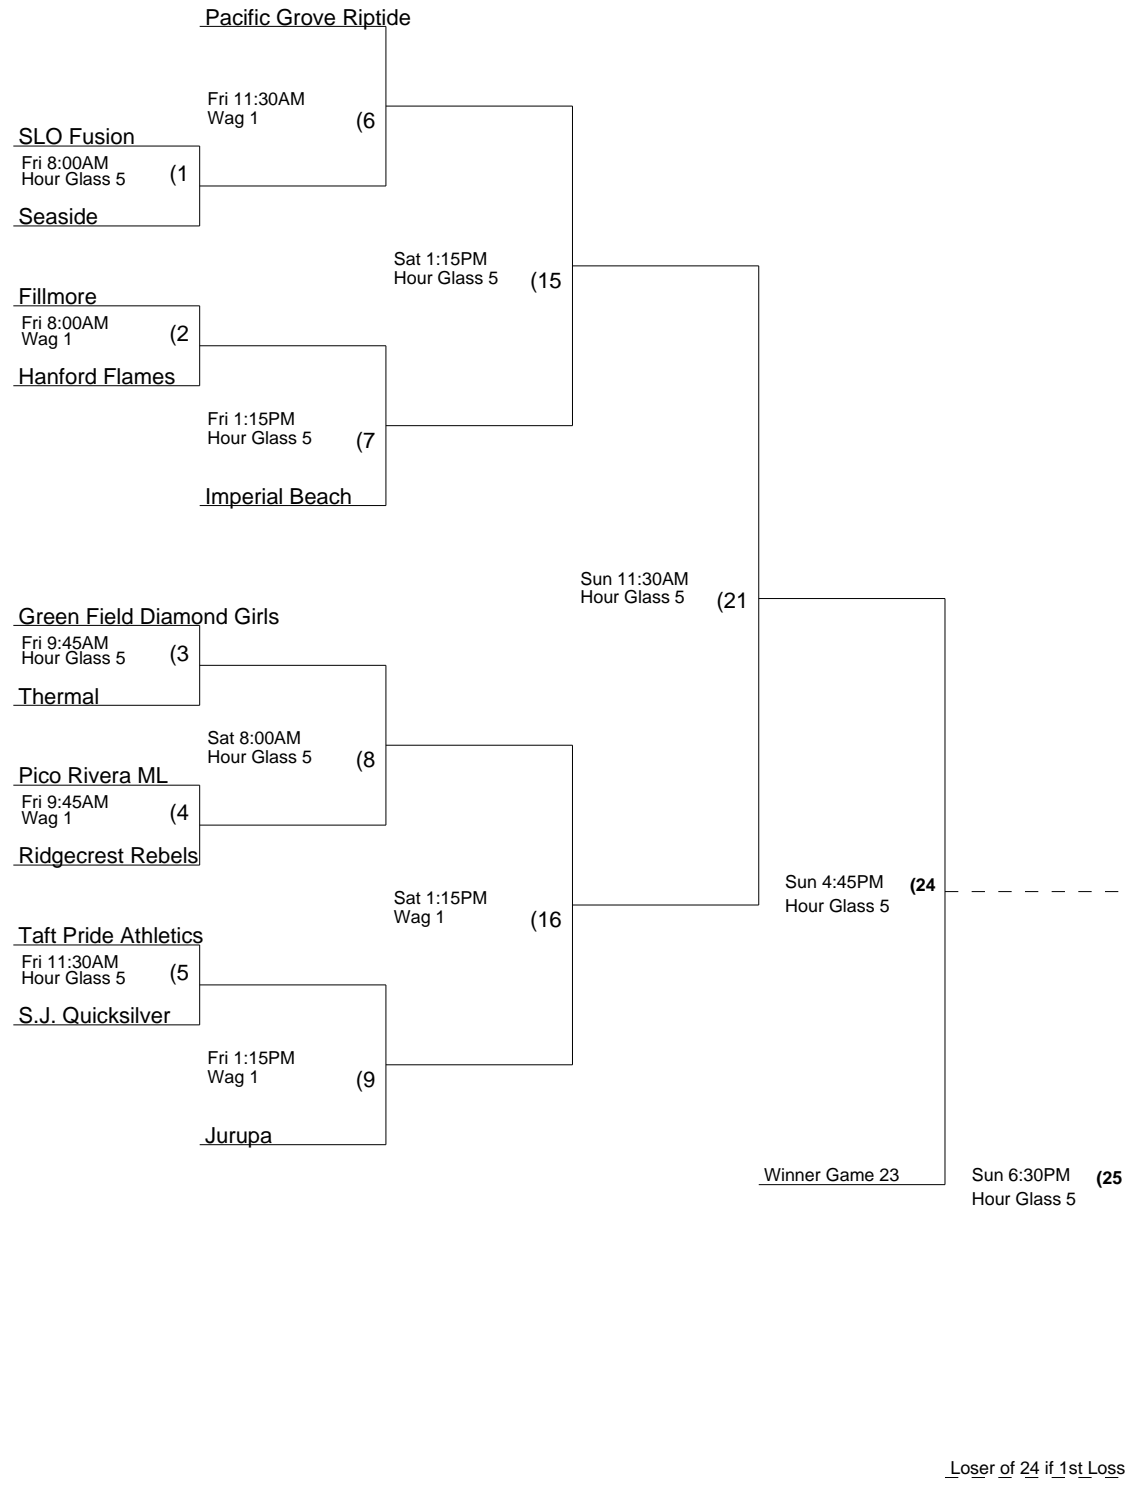 Pacific Grove Riptide
Fri 11:30AM
Wag 1
(6
SLO Fusion
Fri 8:00AM
Hour Glass 5
(1
Seaside
Sat 1:15PM
Hour Glass 5
(15
Fillmore
Fri 8:00AM
Wag 1
(2
Hanford Flames
Fri 1:15PM
Hour Glass 5
(7
Imperial Beach
Sun 11:30AM
Hour Glass 5
(21
Green Field Diamond Girls
Fri 9:45AM
Hour Glass 5
(3
Thermal
Sat 8:00AM
Hour Glass 5
(8
Pico Rivera ML
Fri 9:45AM
Wag 1
(4
Ridgecrest Rebels
Sun 4:45PM
Hour Glass 5
(24
Sat 1:15PM
Wag 1
(16
Taft Pride Athletics
Fri 11:30AM
Hour Glass 5
(5
S.J. Quicksilver
Fri 1:15PM
Wag 1
(9
Jurupa
Winner Game 23
Sun 6:30PM
Hour Glass 5
(25
Loser of 24 if 1st Loss